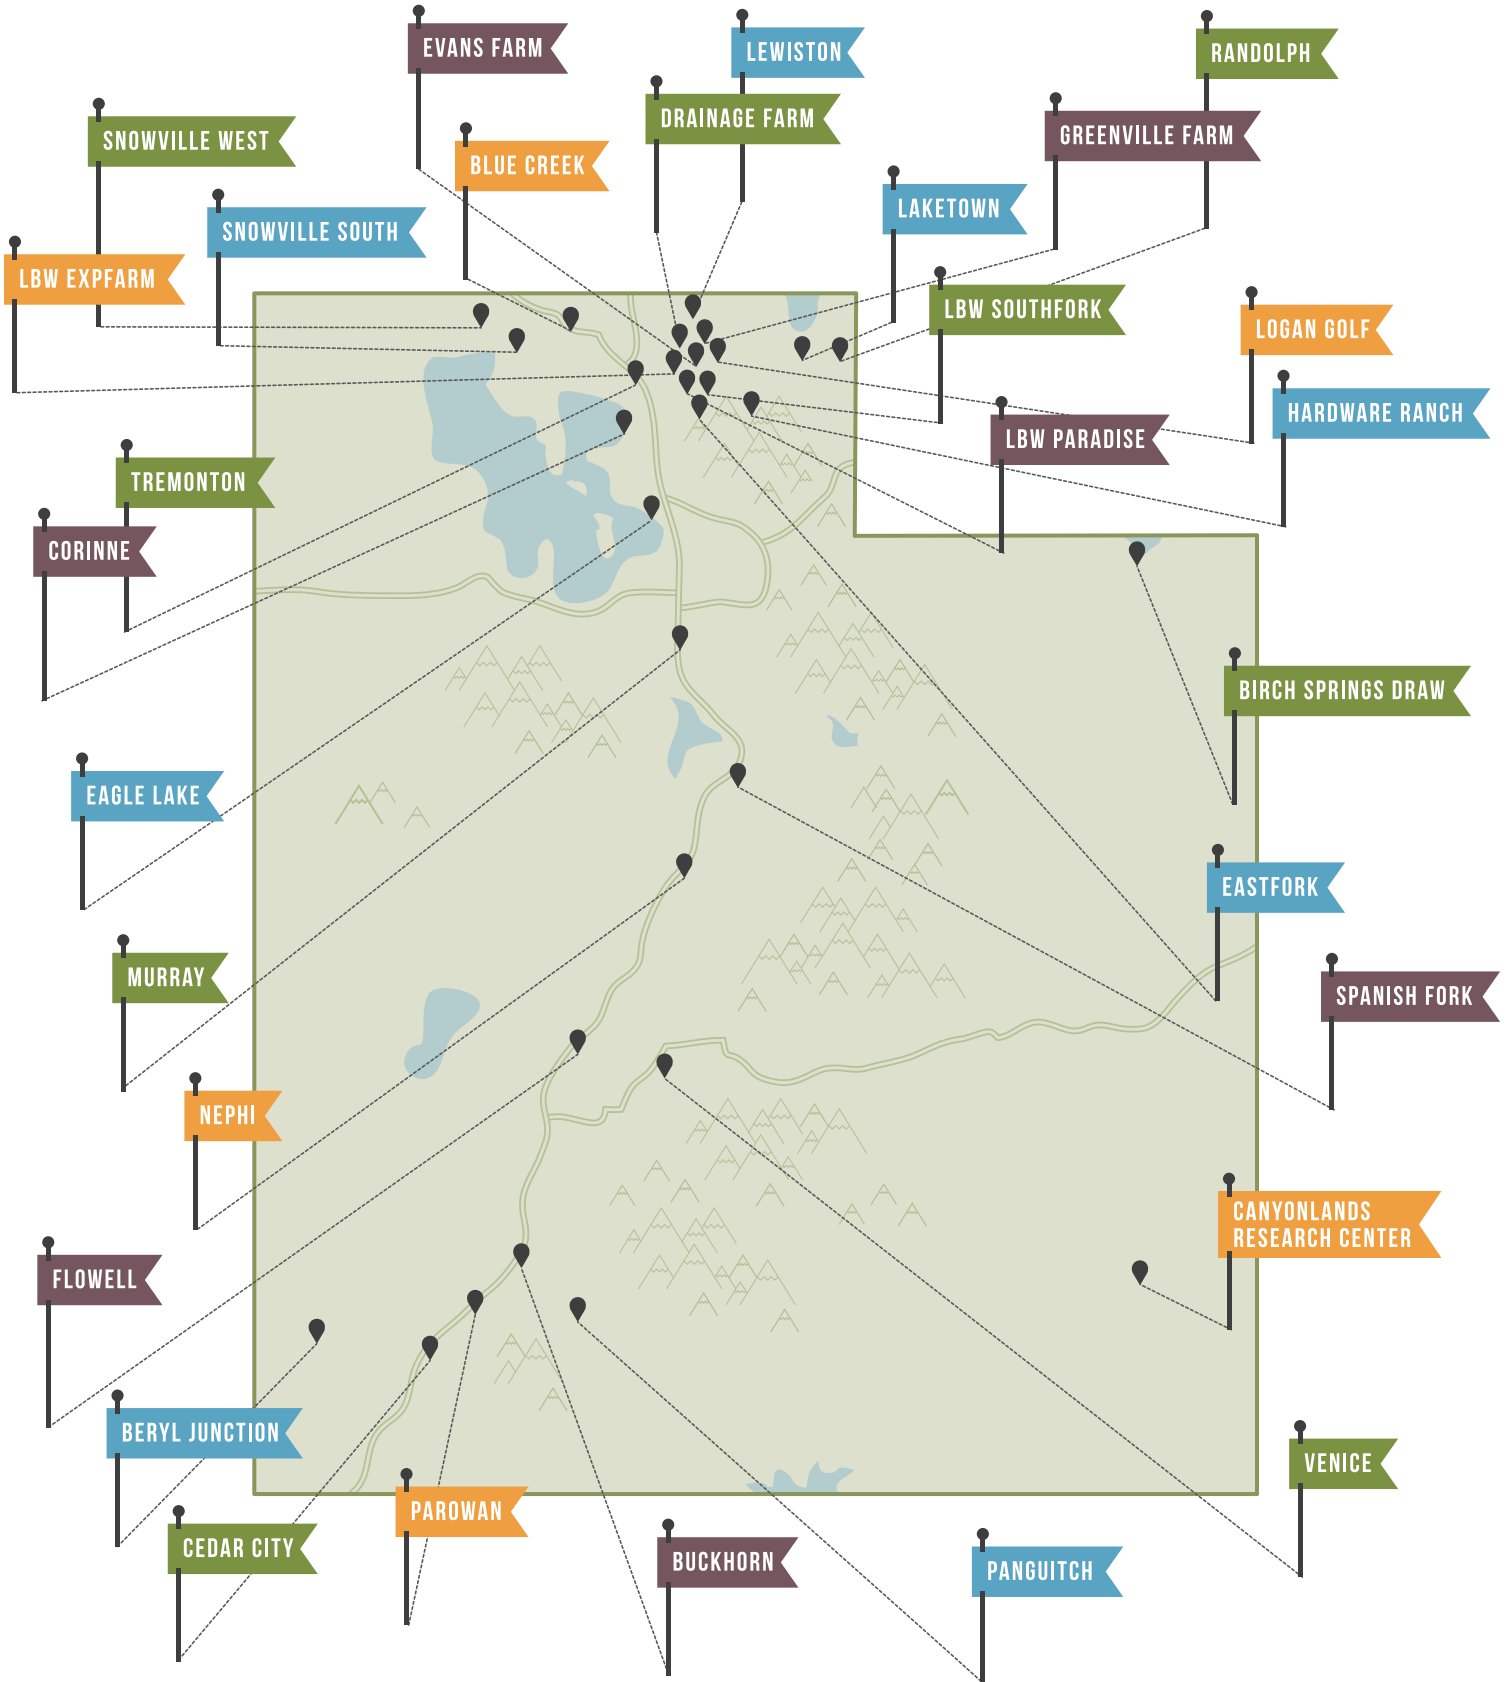 EVANS FARM
LEWISTON
RANDOLPH
DRAINAGE FARM
GREENVILLE FARM
SNOWVILLE WEST
BLUE CREEK
LAKETOWN
SNOWVILLE SOUTH
LBW EXPFARM
LBW SOUTHFORK
LOGAN GOLF
HARDWARE RANCH
LBW PARADISE
TREMONTON
CORINNE
BIRCH SPRINGS DRAW
EAGLE LAKE
EASTFORK
MURRAY
SPANISH FORK
NEPHI
CANYONLANDS
RESEARCH CENTER
FLOWELL
BERYL JUNCTION
VENICE
PAROWAN
CEDAR CITY
BUCKHORN
PANGUITCH